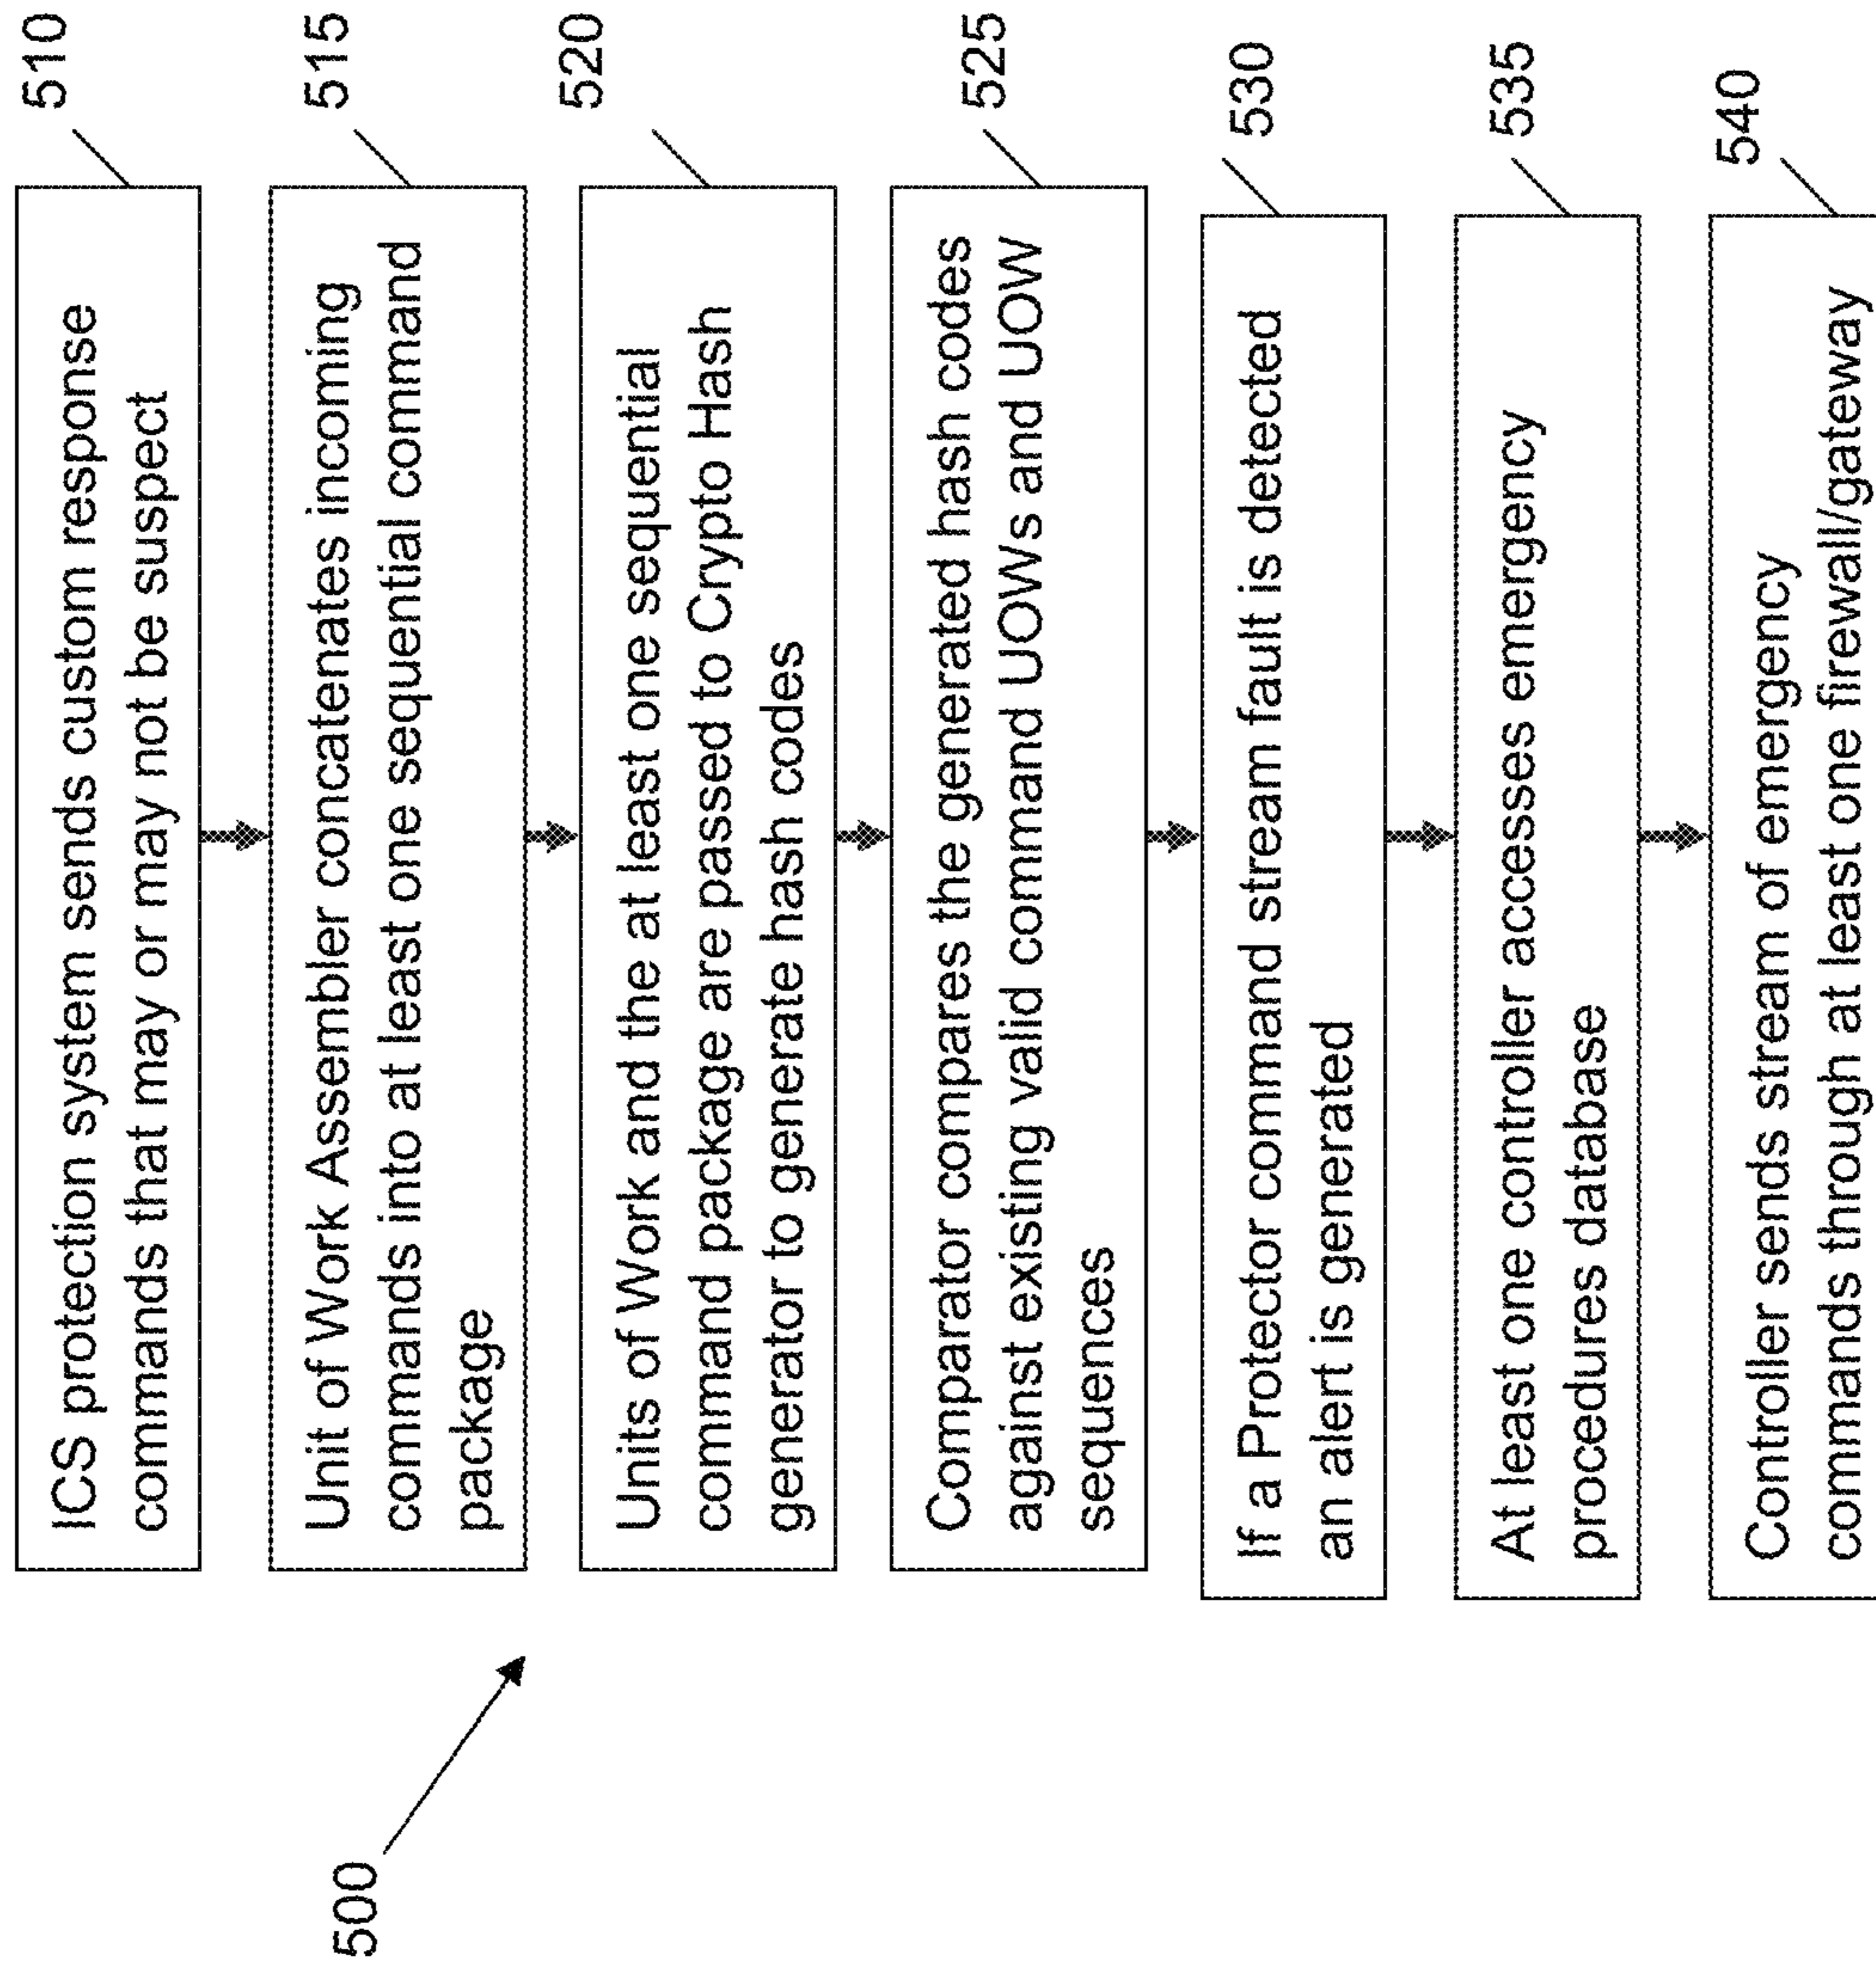 500
ICS protection system sends custom response
commands that may or may not be suspect
510
Unit of Work Assembler concatenates incoming
commands into at least one sequential command
package
515
Units of Work and the at least one sequential
command package are passed to Crypto Hash
generator to generate hash codes
520
Comparator compares the generated hash codes
against existing valid command UOWs and UOW
sequences
525
If a Protector command stream fault is detected
an alert is generated
530
At least one controller accesses emergency
procedures database
535
Controller sends stream of emergency
commands through at least one firewall/gateway
540